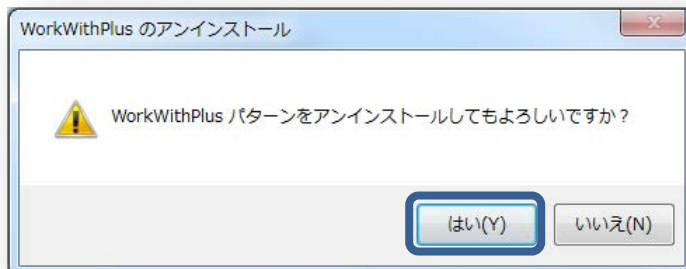 WorkWithPlus のアンインストール
WorkWithPlus パターンをアンインストールしてもよろしいですか？
はい(Y)
いいえ(N)